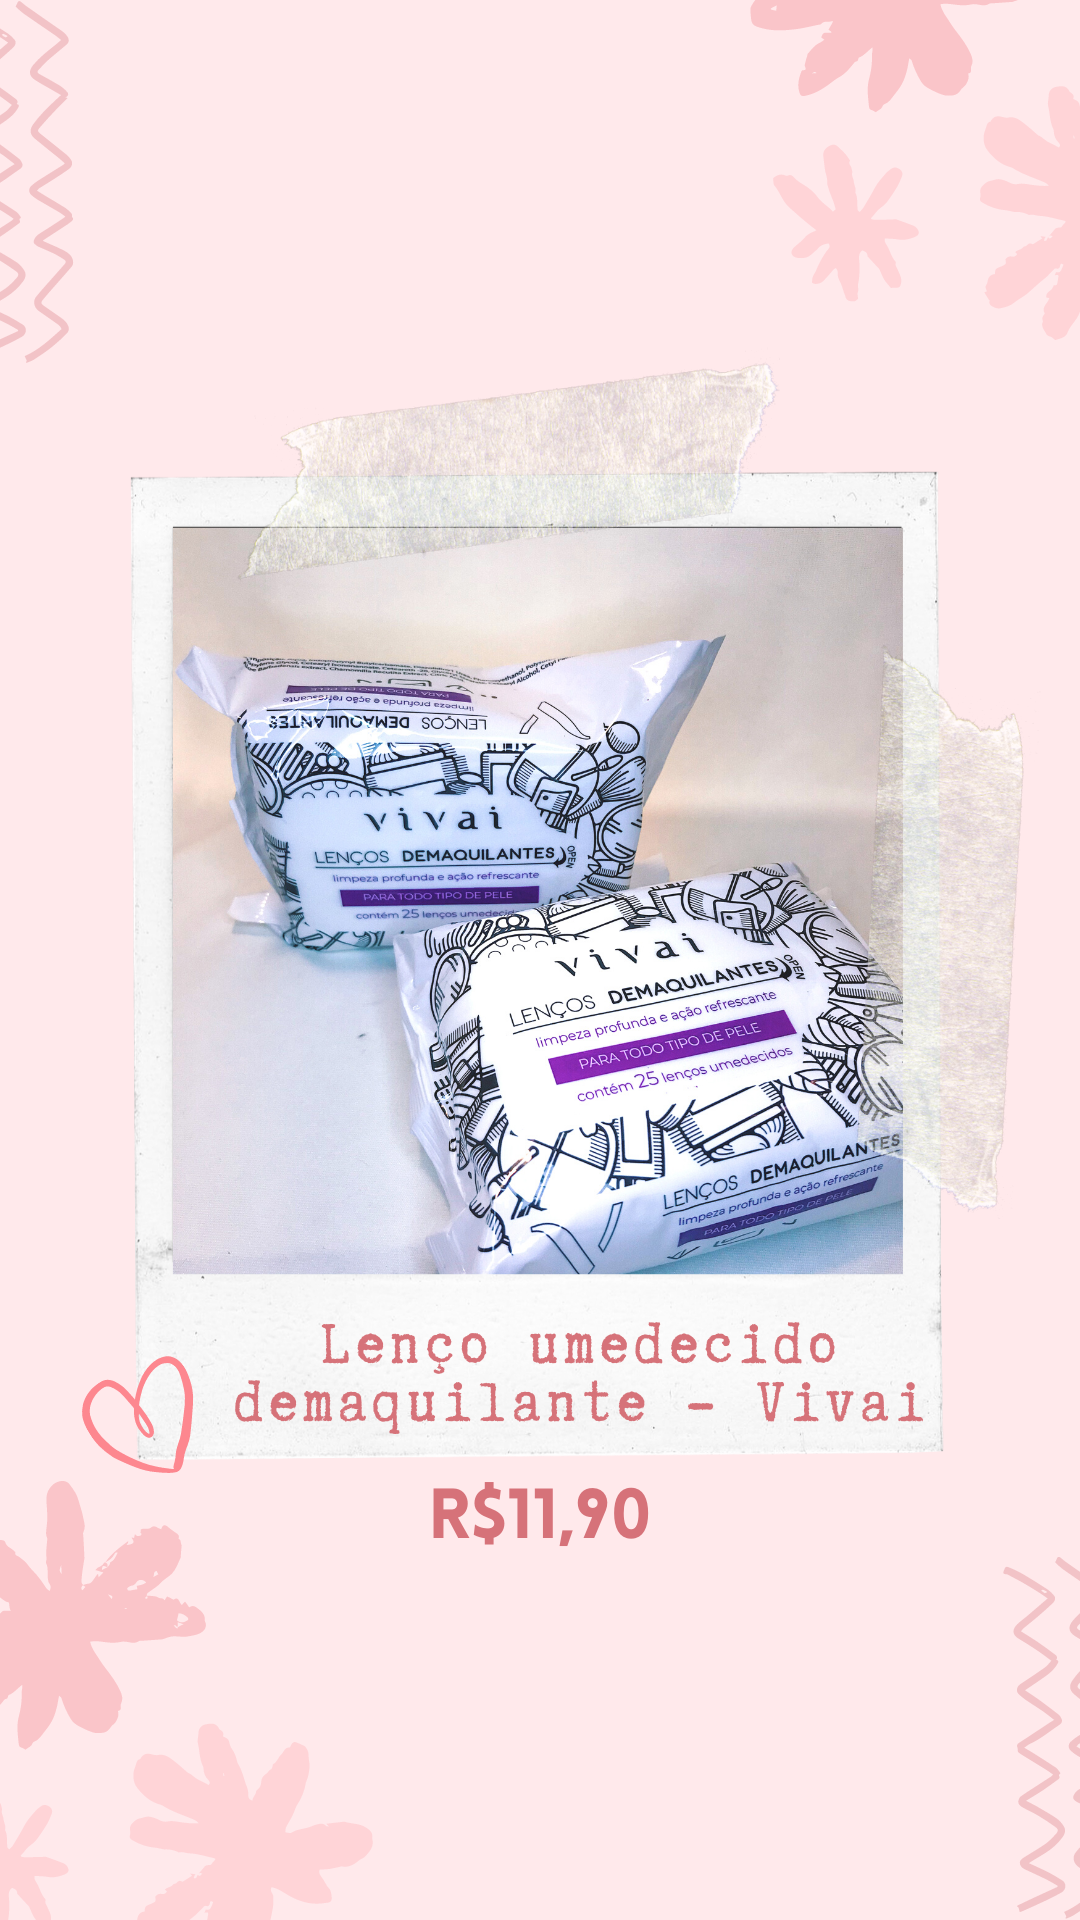 PARA TODO TIPO DE PELE
limpeza profunda e ação refrescante
LENÇOS DEMAQUILANTES
vivai
LENÇOS DEMAQUILANTES
OPEN
limpeza profunda e ação refrescante
PARA TODO TIPO DE PELE
contém 25 lenços
vivai
LENÇOS DEMAQUILANTES
OPEN
limpeza profunda e ação refrescante
PARA TODO TIPO DE PELE
contém 25 lenços umedecidos
LENÇOS DEMAQUILANTES
limpeza profunda e ação refrescante
PARA TODO TIPO DE PELE
Lenço umedecido
demaquilante - Vivai
R$11,90